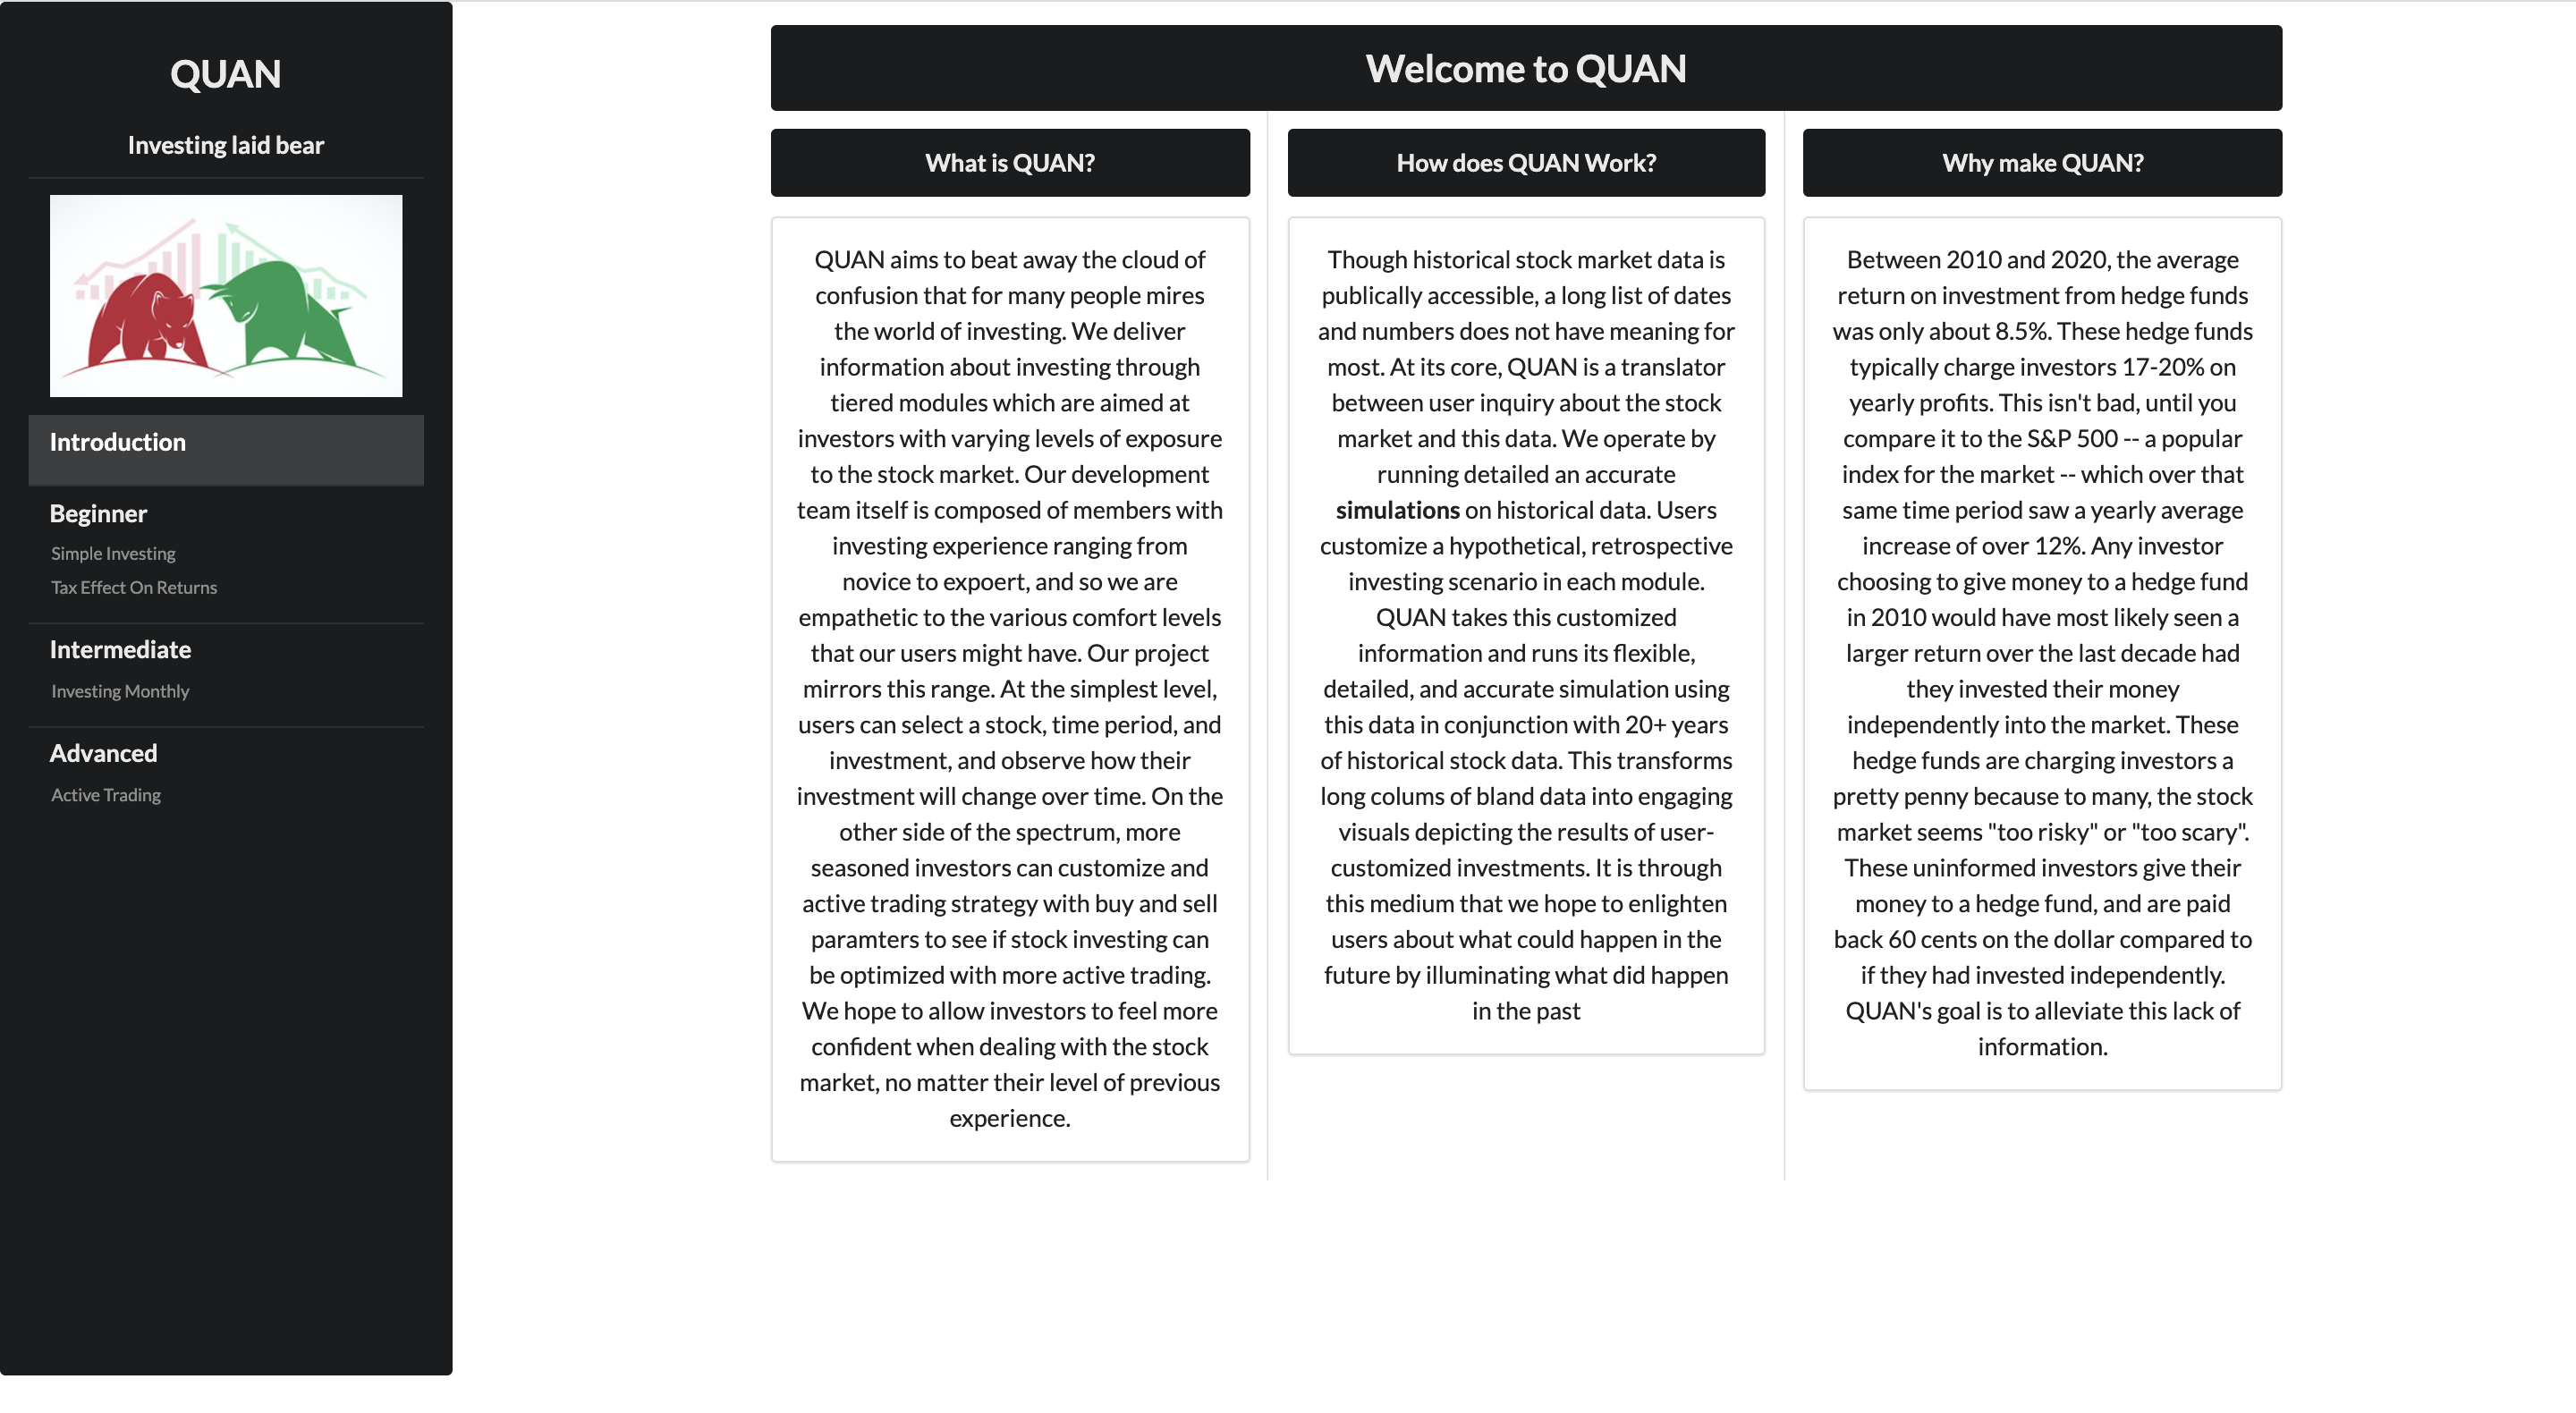 QUAN
Investing laid bear
Introduction
Beginner
Simple Investing
Tax Effect On Returns
Intermediate
Investing Monthly
Advanced
Active Trading
Welcome to QUAN
What is QUAN?
QUAN aims to beat away the cloud of
confusion that for many people mires
the world of investing. We deliver
information about investing through
tiered modules which are aimed at
investors with varying levels of exposure
to the stock market. Our development
team itself is composed of members with
investing experience ranging from
novice to expoert, and so we are
empathetic to the various comfort levels
that our users might have. Our project
mirrors this range. At the simplest level,
users can select a stock, time period, and
investment, and observe how their
investment will change over time. On the
other side of the spectrum, more
seasoned investors can customize and
active trading strategy with buy and sell
paramters to see if stock investing can
be optimized with more active trading.
We hope to allow investors to feel more
confident when dealing with the stock
market, no matter their level of previous
experience.
How does QUAN Work?
Though historical stock market data is
publically accessible, a long list of dates
and numbers does not have meaning for
most. At its core, QUAN is a translator
between user inquiry about the stock
market and this data. We operate by
running detailed an accurate
simulations on historical data. Users
customize a hypothetical, retrospective
investing scenario in each module.
QUAN takes this customized
information and runs its flexible,
detailed, and accurate simulation using
this data in conjunction with 20+ years
of historical stock data. This transforms
long colums of bland data into engaging
visuals depicting the results of user-
customized investments. It is through
this medium that we hope to enlighten
users about what could happen in the
future by illuminating what did happen
in the past
Why make QUAN?
Between 2010 and 2020, the average
return on investment from hedge funds
was only about 8.5%. These hedge funds
typically charge investors 17-20% on
yearly profits. This isn't bad, until you
compare it to the S&P 500 -- a popular
index for the market -- which over that
same time period saw a yearly average
increase of over 12%. Any investor
choosing to give money to a hedge fund
in 2010 would have most likely seen a
larger return over the last decade had
they invested their money
independently into the market. These
hedge funds are charging investors a
pretty penny because to many, the stock
market seems "too risky" or "too scary".
These uninformed investors give their
money to a hedge fund, and are paid
back 60 cents on the dollar compared to
if they had invested independently.
QUAN's goal is to alleviate this lack of
information.